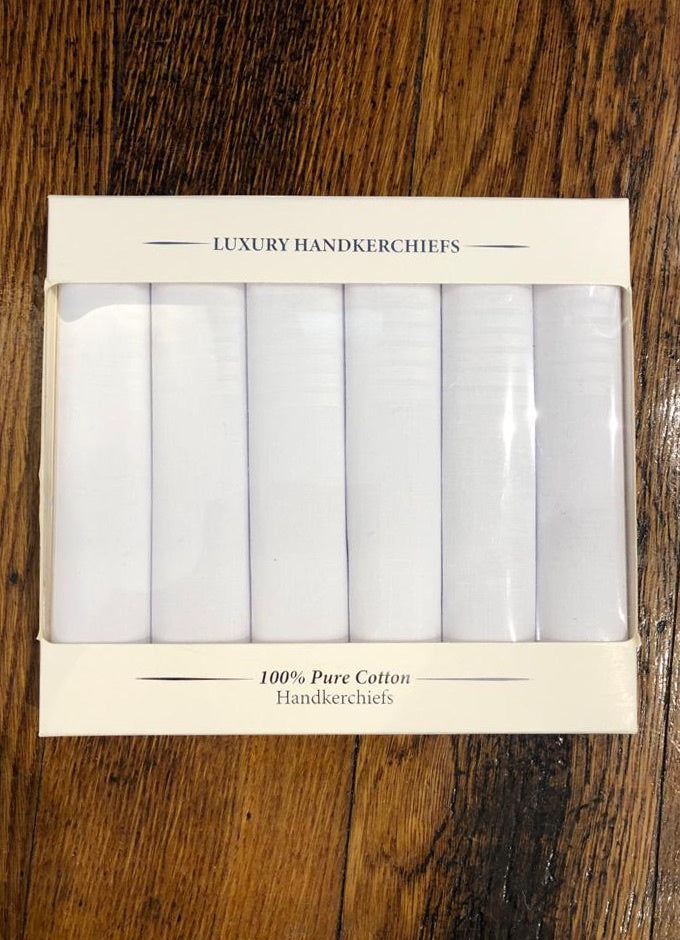 LUXURY HANDKERCHIEFS
100% Pure Cotton
Handkerchiefs